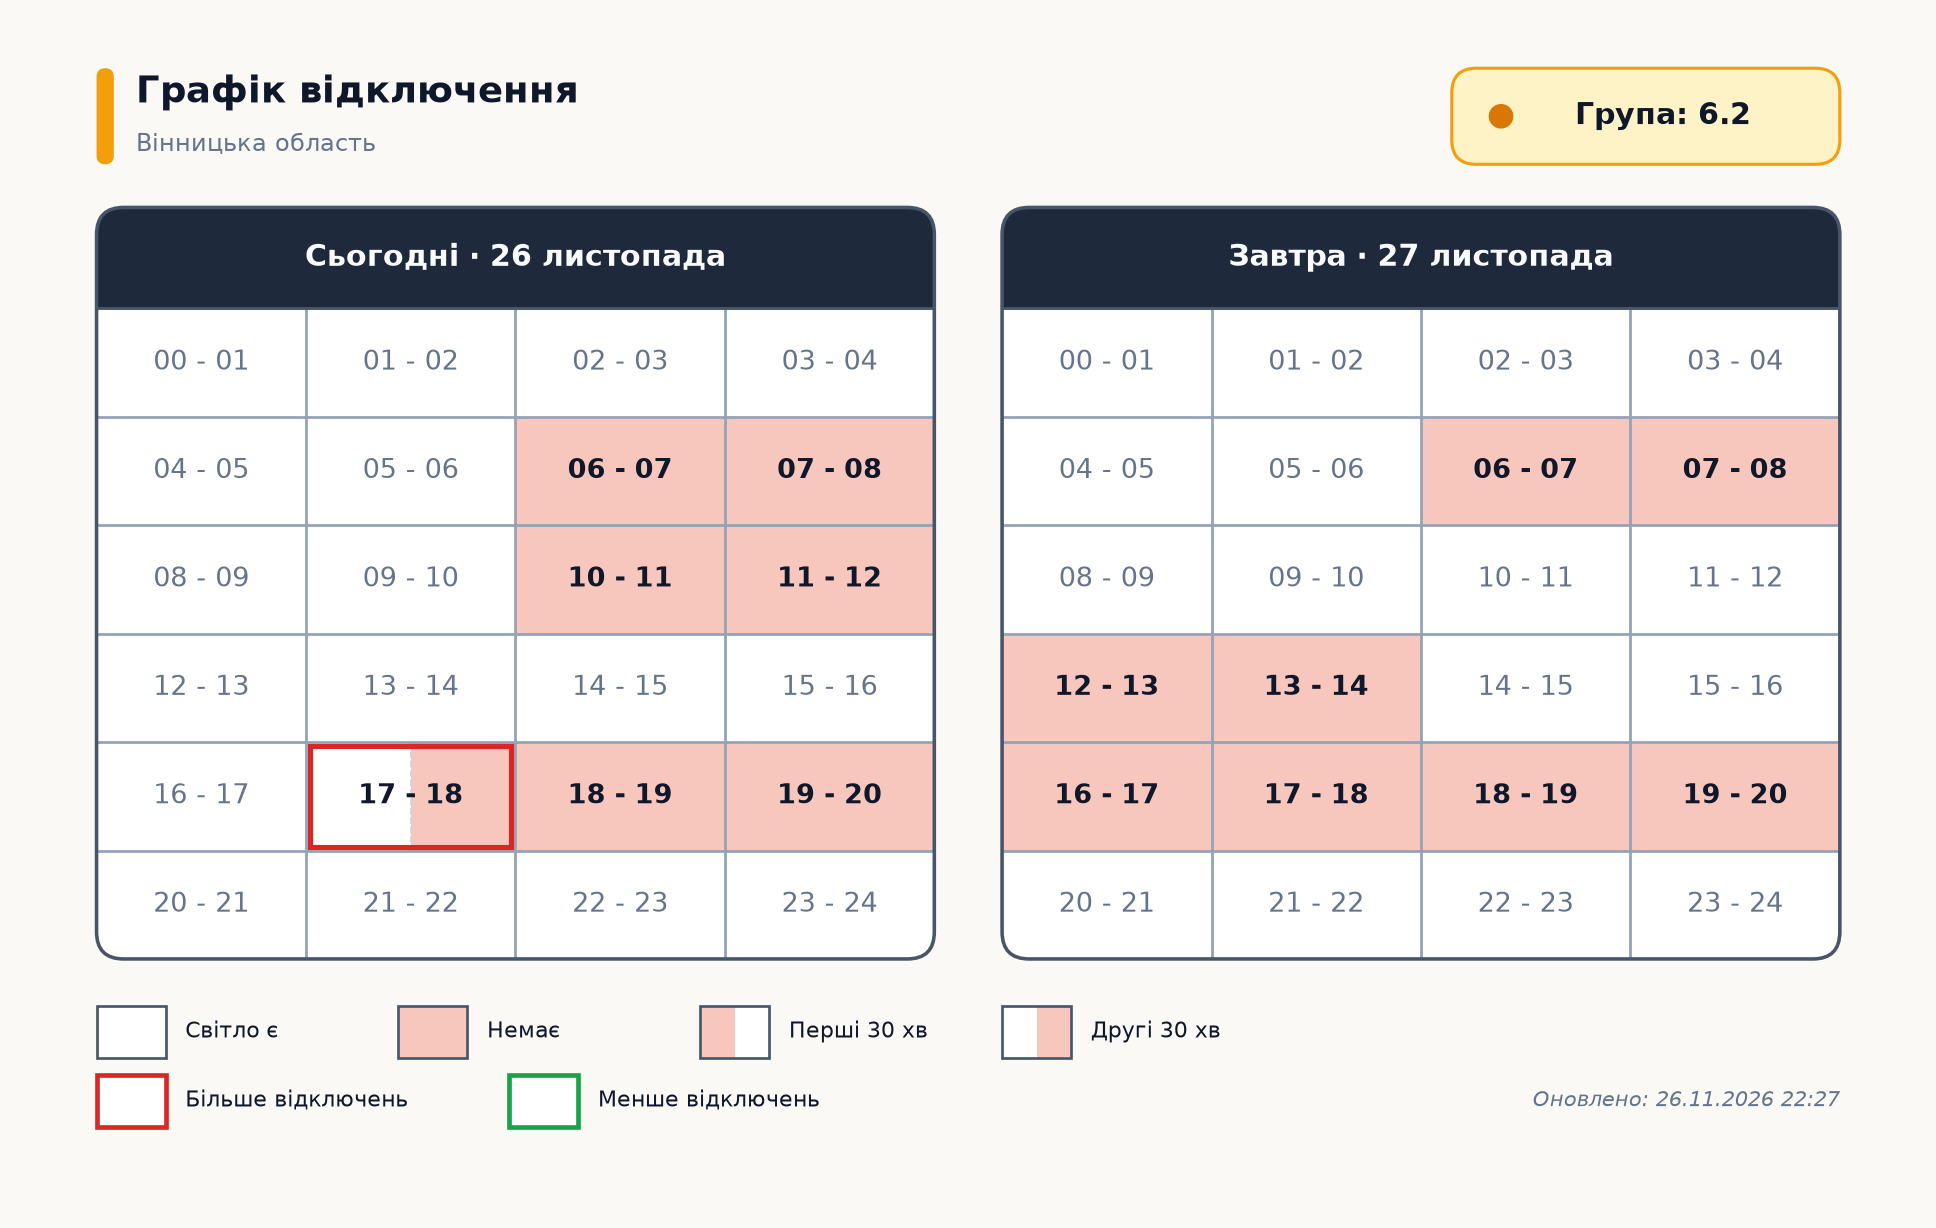 Графік відключення
Вінницька область
Група: 6.2
Сьогодні · 26 листопада
00 - 01 01 - 02 02 - 03 03 - 04
04 - 05 05 - 06 06 - 07 07 - 08
08 - 09 09 - 10 10 - 11 11 - 12
12 - 13 13 - 14 14 - 15 15 - 16
16 - 17 17 - 18 18 - 19 19 - 20
20 - 21 21 - 22 22 - 23 23 - 24
Завтра · 27 листопада
00 - 01 01 - 02 02 - 03 03 - 04
04 - 05 05 - 06 06 - 07 07 - 08
08 - 09 09 - 10 10 - 11 11 - 12
12 - 13 13 - 14 14 - 15 15 - 16
16 - 17 17 - 18 18 - 19 19 - 20
20 - 21 21 - 22 22 - 23 23 - 24
Світло є Немає Перші 30 хв Другі 30 хв
Більше відключень Менше відключень
Оновлено: 26.11.2026 22:27